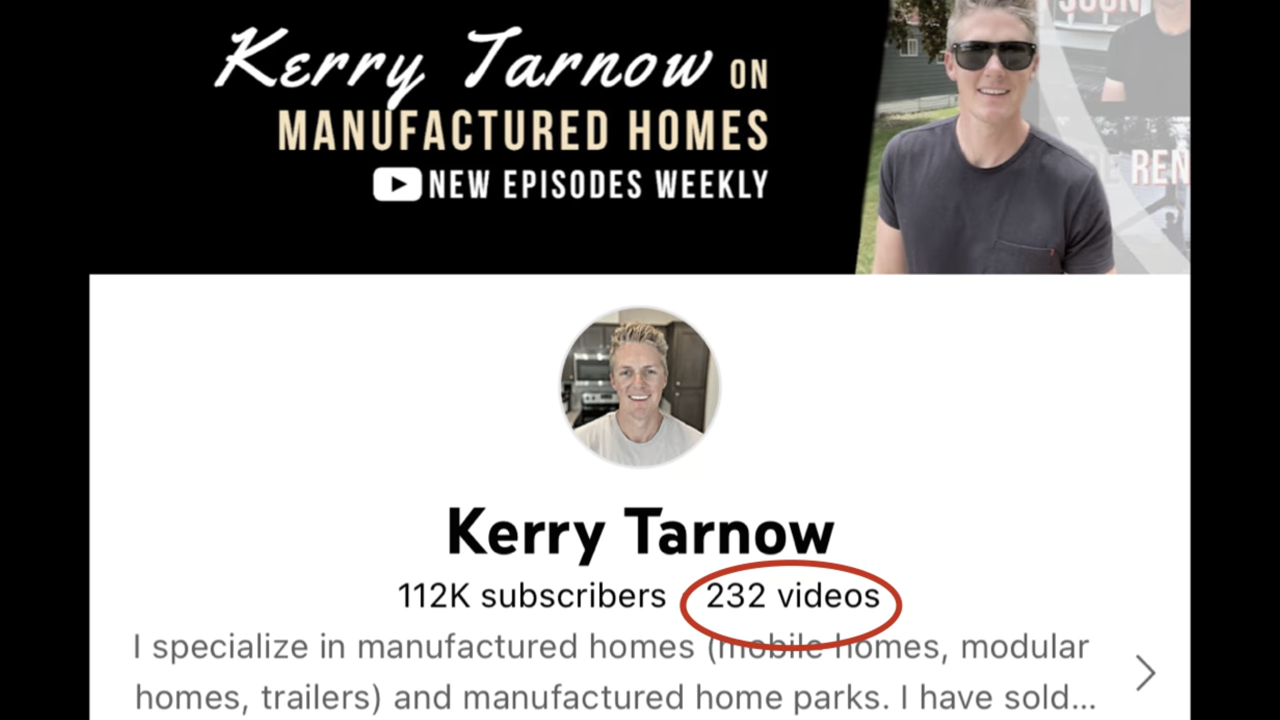 Kerry Tarnow ON
MANUFACTURED HOMES
NEW EPISODES WEEKLY
REN
Kerry Tarnow
112K subscribers 232 videos
I specialize in manufactured homes (mobile homes, modular
homes, trailers) and manufactured home parks. I have sold...